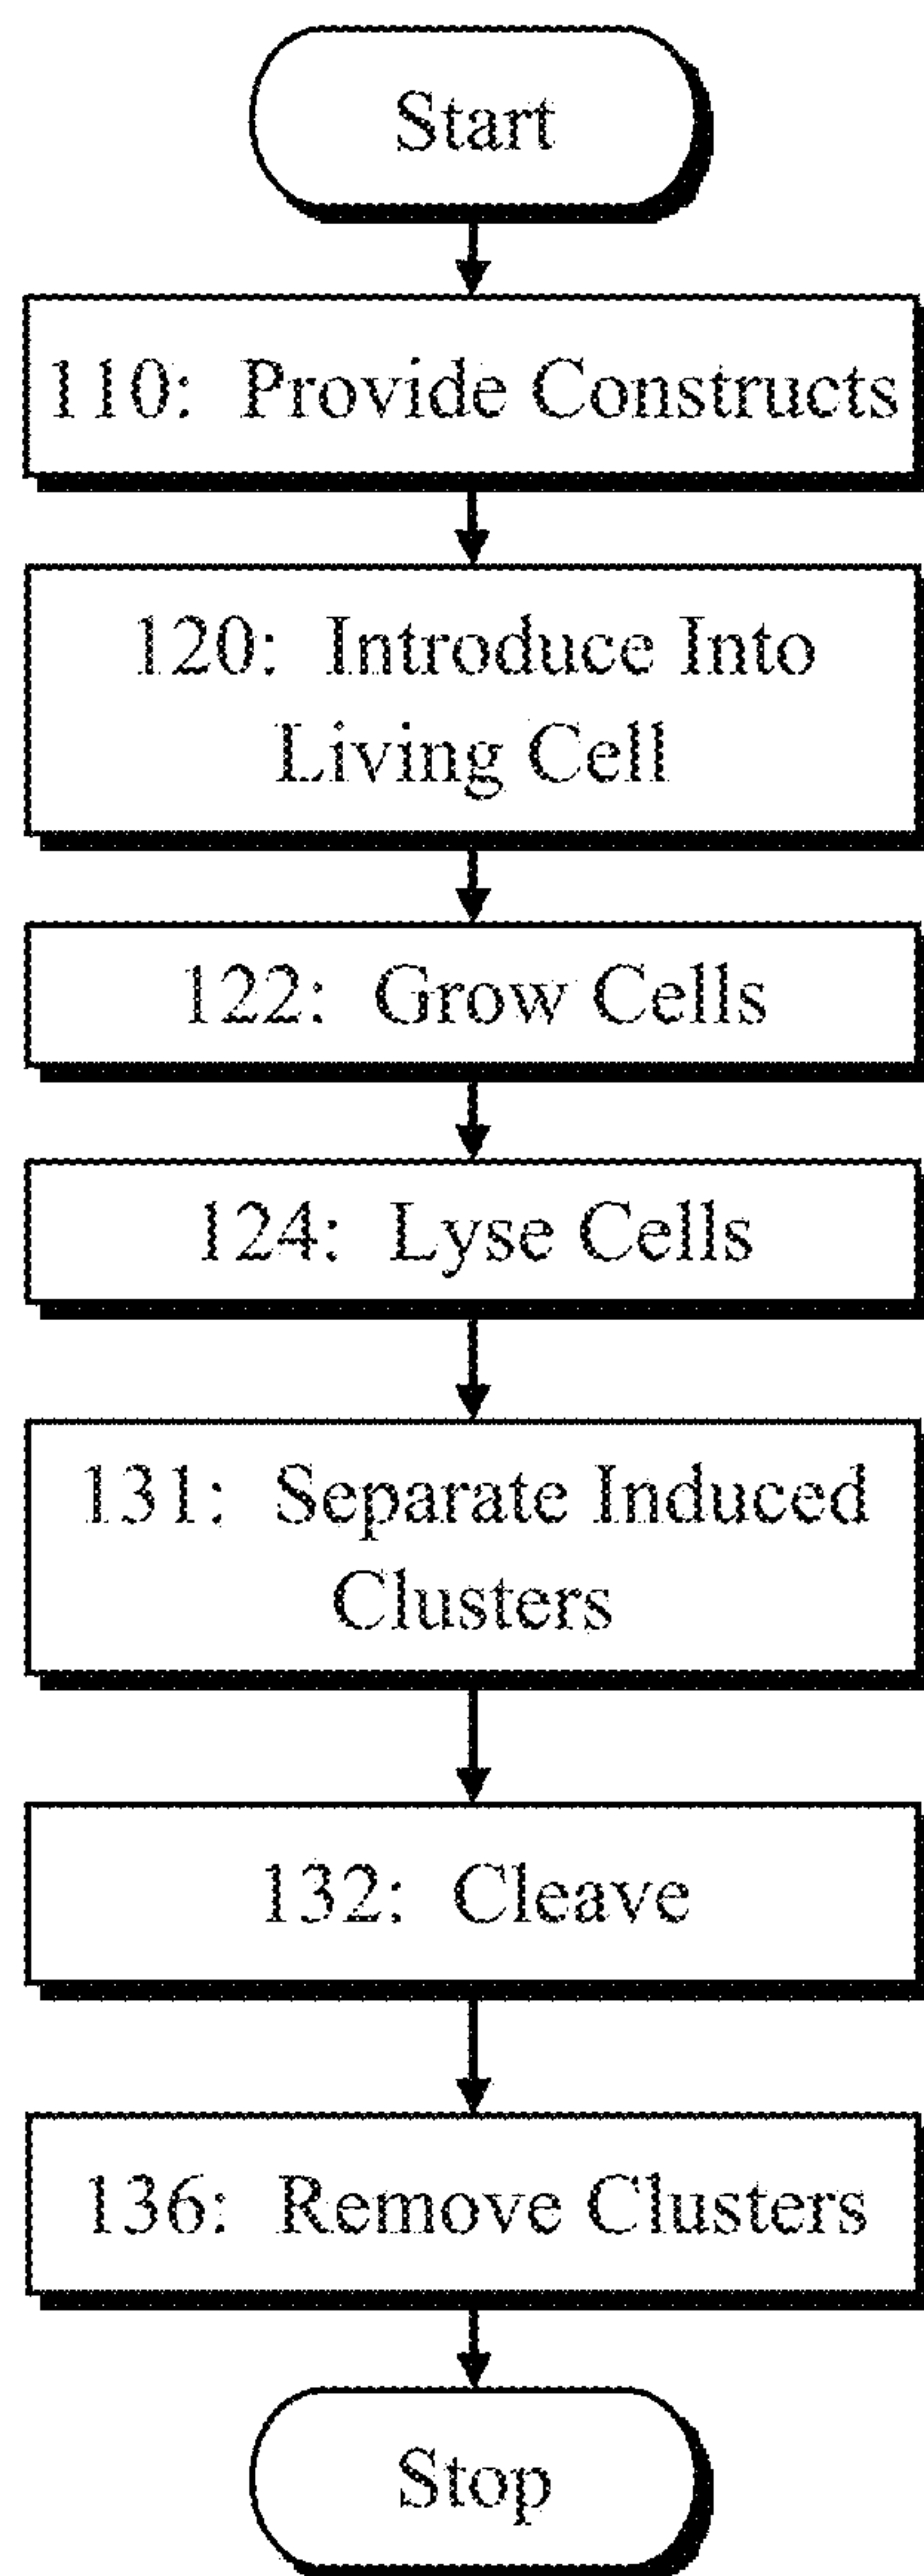 Start
110: Provide Constructs
120: Introduce Into
Living Cell
122: Grow Cells
124: Lyse Cells
131: Separate Induced
Clusters
132: Cleave
136: Remove Clusters
Stop